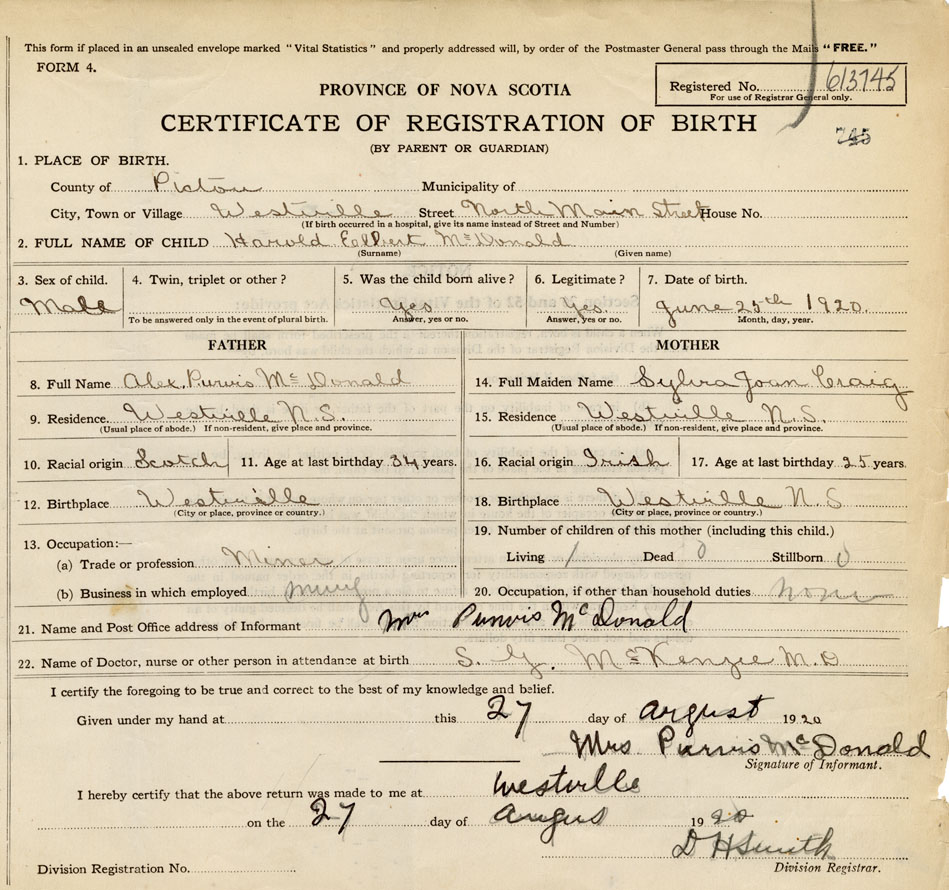 This form if placed in an unsealed envelope marked "Vital Statistics" and properly addressed will, by order of the Postmaster General pass through the Mails "FREE."
FORM 4.
Registered No. 613745
For use of Registrar General only.
PROVINCE OF NOVA SCOTIA
CERTIFICATE OF REGISTRATION OF BIRTH
(BY PARENT OR GUARDIAN)
1. PLACE OF BIRTH.
County of Pictou Municipality of
City, Town or Village Westville Street North Main Street House No.
(If birth occurred in a hospital, give its name instead of Street and Number)
2. FULL NAME OF CHILD Harold Elbert McDonald
(Surname) (Given name)
3. Sex of child. 4. Twin, triplet or other? 5. Was the child born alive? 6. Legitimate? 7. Date of birth.
Male Yes Yes. June 25th 1920.
To be answered only in the event of plural birth. Answer, yes or no. Answer, yes or no. Month, day, year.
FATHER
8. Full Name Alex. Purvis McDonald
9. Residence. Westville N.S.
(Usual place of abode.) If non-resident, give place and province.
10. Racial origin Scotch 11. Age at last birthday 34 years.
12. Birthplace Westville
(City or place, province or country.)
13. Occupation:—
(a) Trade or profession Miner
(b) Business in which employed
MOTHER
14. Full Maiden Name Sylvia Joan Craig
15. Residence Westville N.S.
(Usual place of abode.) If non-resident, give place and province.
16. Racial origin Irish 17. Age at last birthday 25 years.
18. Birthplace Westville N.S
(City or place, province or country.)
19. Number of children of this mother (including this child.)
Living 1 Dead 0 Stillborn 0
20. Occupation, if other than household duties None
21. Name and Post Office address of Informant Mrs Purvis McDonald
22. Name of Doctor, nurse or other person in attendance at birth S. G. McKenzie M.D
I certify the foregoing to be true and correct to the best of my knowledge and belief.
Given under my hand at this 27 day of argust 1920
Mrs Purvis McDonald
Signature of Informant.
I hereby certify that the above return was made to me at Westville
on the 27 day of Angus 1920
D H Smith
Division Registrar.
Division Registration No.